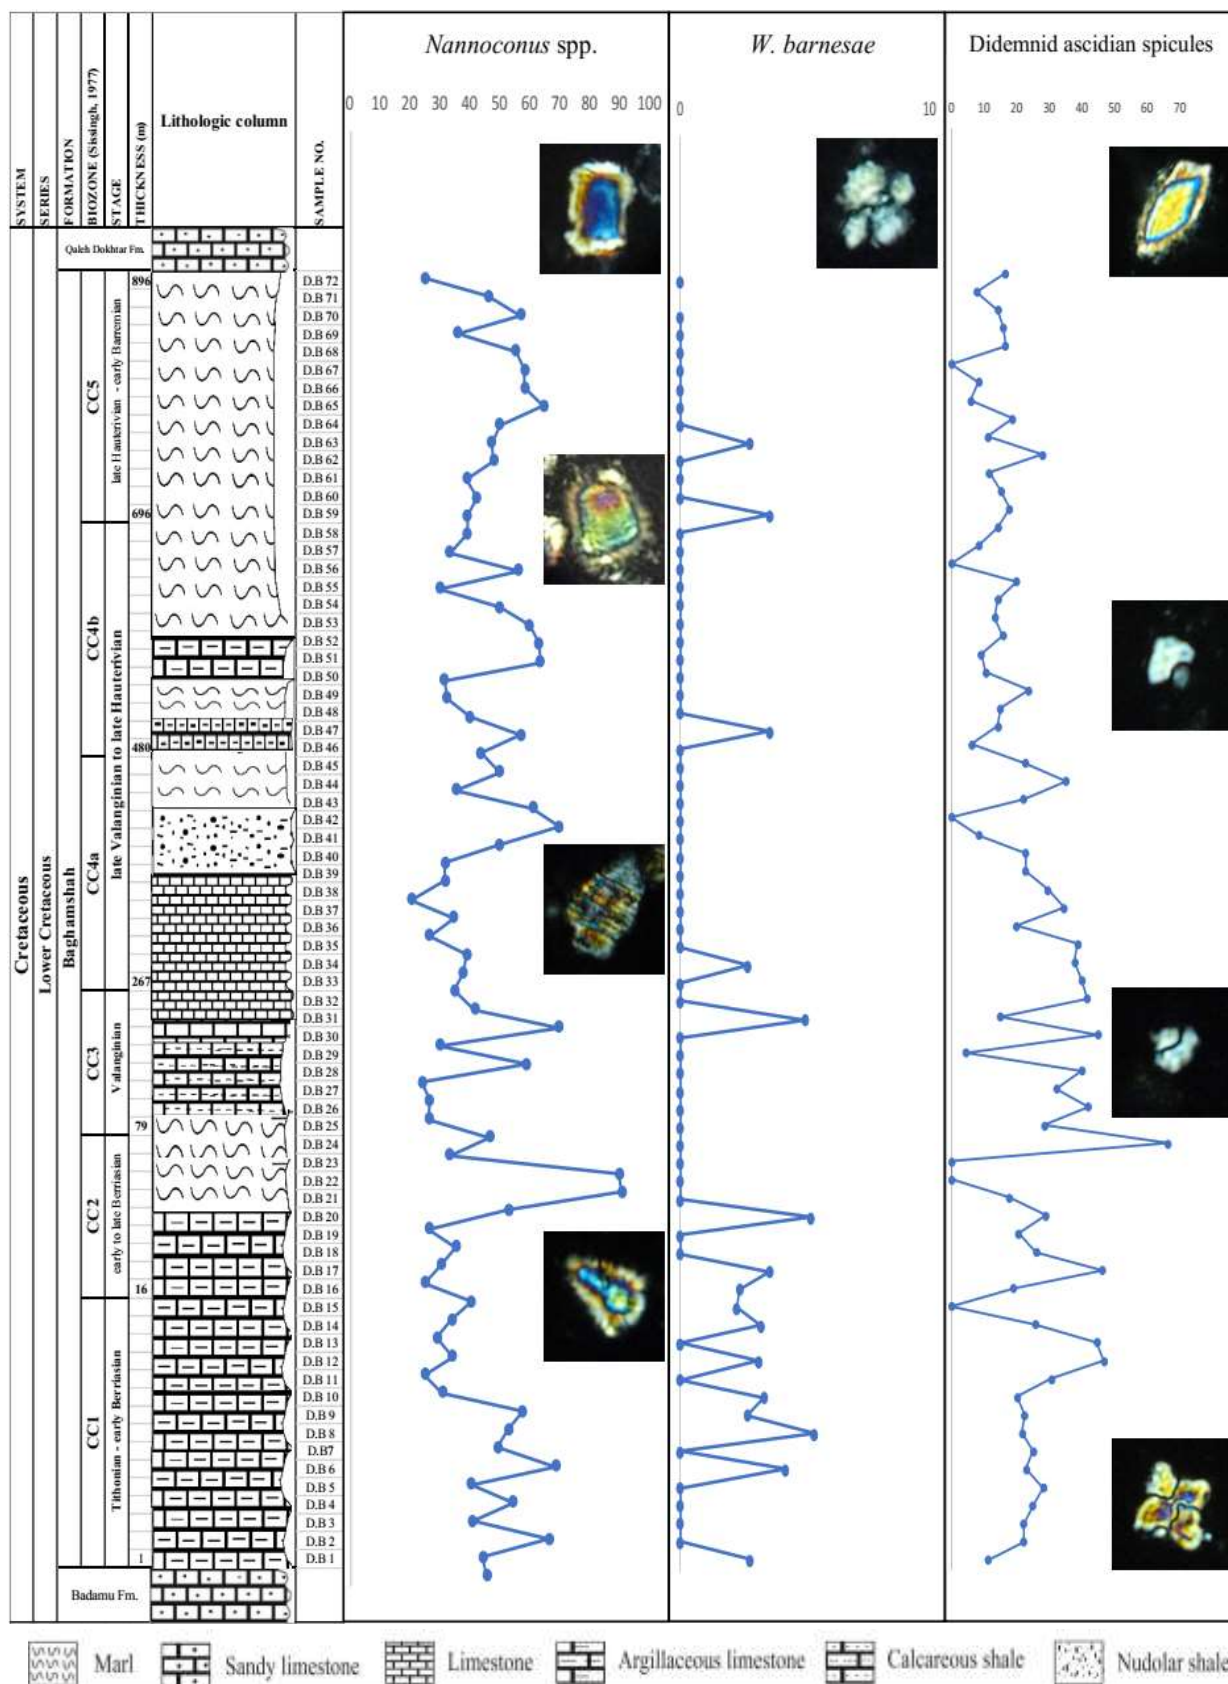 Nannoconus spp.
W. barnesae
Didemnid ascidian spicules
0 10 20 30 40 50 60 70 80 90 100
0 10
0 10 20 30 40 50 60 70
SYSTEM
SERIES
FORMATION
BIOZONE (Sissingh, 1977)
STAGE
THICKNESS (m)
Lithologic column
SAMPLE NO.
Qaleh Dokhtar Fm.
Cretaceous
Lower Cretaceous
Baghamshah
CC5
CC4b
CC4a
CC3
CC2
CC1
late Hauterivian - early Barremian
late Valanginian to late Hauterivian
Valanginian
early to late Berriasian
Tithonian - early Berriasian
896
696
480
267
79
16
1
D.B 72
D.B 71
D.B 70
D.B 69
D.B 68
D.B 67
D.B 66
D.B 65
D.B 64
D.B 63
D.B 62
D.B 61
D.B 60
D.B 59
D.B 58
D.B 57
D.B 56
D.B 55
D.B 54
D.B 53
D.B 52
D.B 51
D.B 50
D.B 49
D.B 48
D.B 47
D.B 46
D.B 45
D.B 44
D.B 43
D.B 42
D.B 41
D.B 40
D.B 39
D.B 38
D.B 37
D.B 36
D.B 35
D.B 34
D.B 33
D.B 32
D.B 31
D.B 30
D.B 29
D.B 28
D.B 27
D.B 26
D.B 25
D.B 24
D.B 23
D.B 22
D.B 21
D.B 20
D.B 19
D.B 18
D.B 17
D.B 16
D.B 15
D.B 14
D.B 13
D.B 12
D.B 11
D.B 10
D.B 9
D.B 8
D.B7
D.B 6
D.B 5
D.B 4
D.B 3
D.B 2
D.B 1
Badamu Fm.
Marl
Sandy limestone
Limestone
Argillaceous limestone
Calcareous shale
Nudolar shale